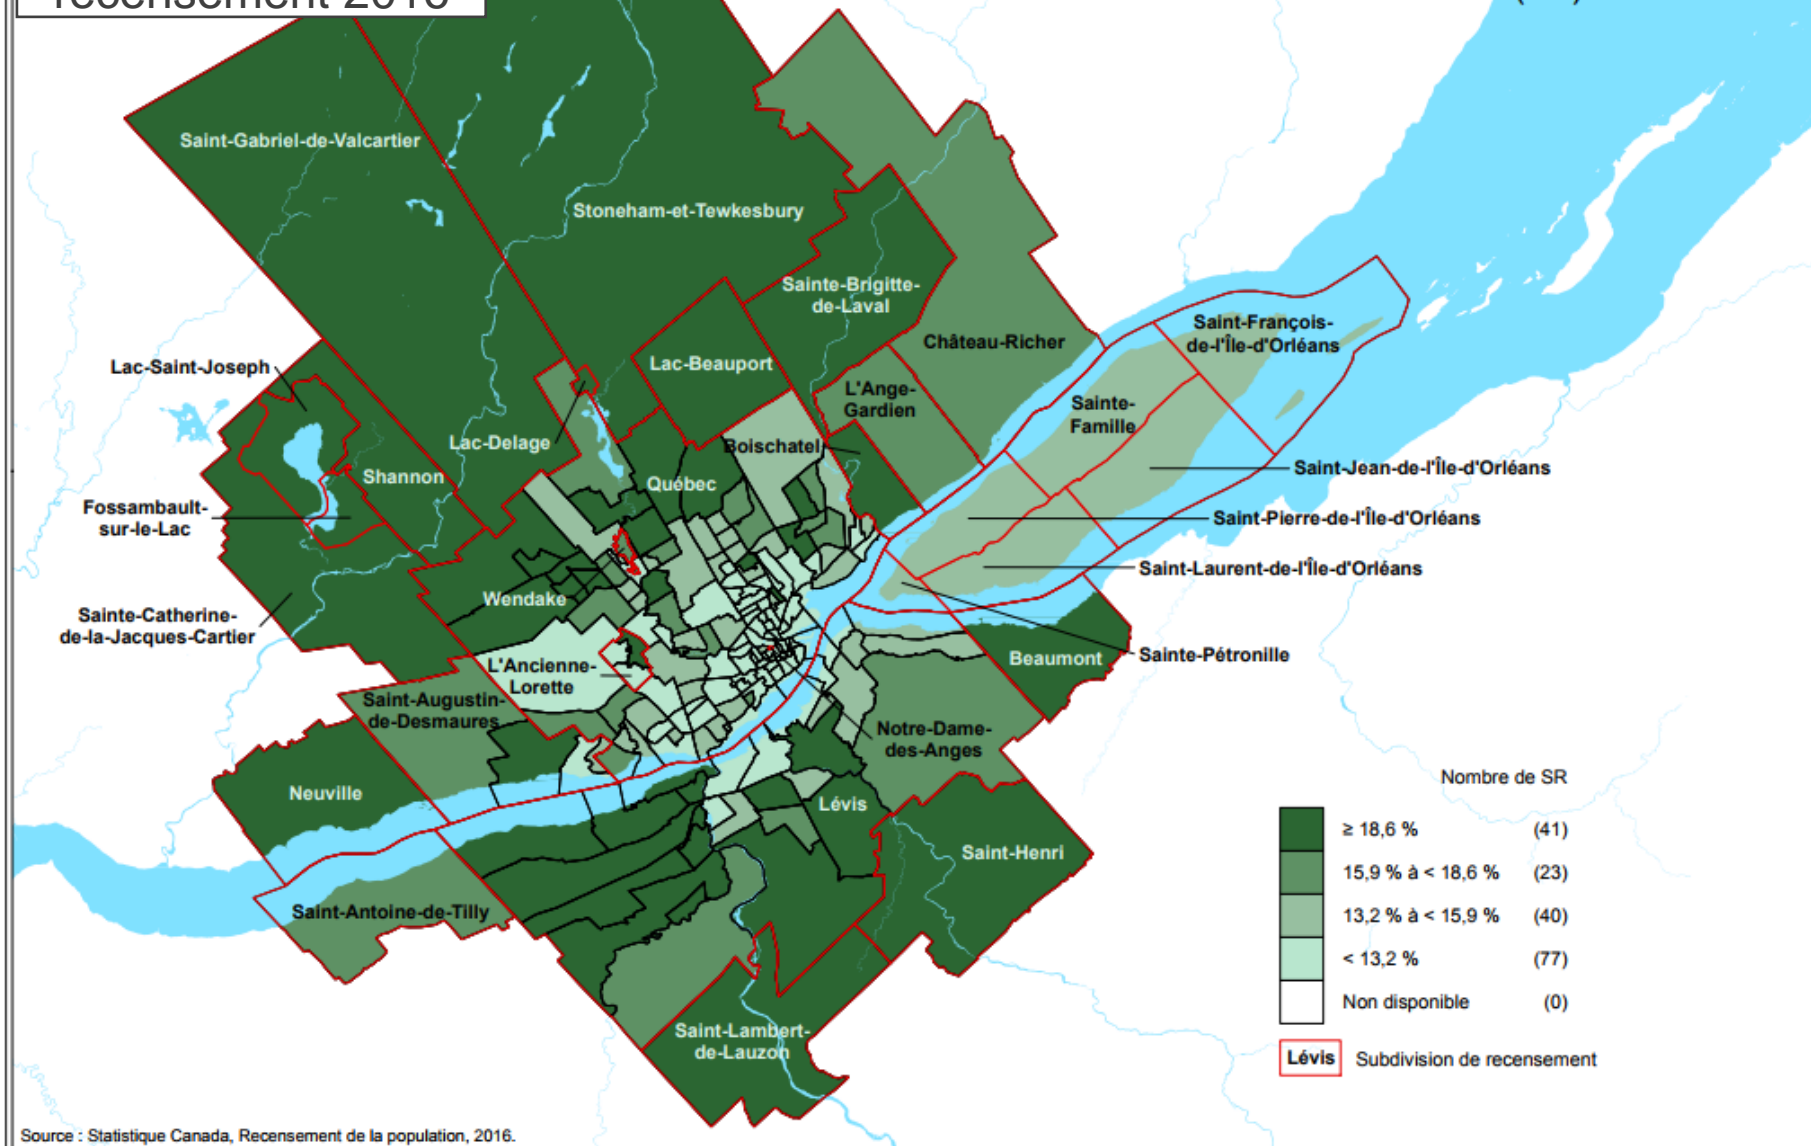 recensement 2016
Saint-Gabriel-de-Valcartier
Stoneham-et-Tewkesbury
Sainte-Brigitte-
de-Laval
Saint-François-
de-l'Île-d'Orléans
Château-Richer
Lac-Saint-Joseph
Lac-Beauport
L'Ange-
Gardien
Sainte-
Famille
Lac-Delage
Boischatel
Shannon
Québec
Saint-Jean-de-l'Île-d'Orléans
Fossambault-
sur-le-Lac
Saint-Pierre-de-l'Île-d'Orléans
Saint-Laurent-de-l'Île-d'Orléans
Wendake
Sainte-Catherine-
de-la-Jacques-Cartier
Sainte-Pétronille
Beaumont
L'Ancienne-
Lorette
Saint-Augustin-
de-Desmaures
Notre-Dame-
des-Anges
Neuville
Lévis
Saint-Henri
Saint-Antoine-de-Tilly
Saint-Lambert-
de-Lauzon
Nombre de SR
≥ 18,6 % (41)
15,9 % à < 18,6 % (23)
13,2 % à < 15,9 % (40)
< 13,2 % (77)
Non disponible (0)
Lévis Subdivision de recensement
Source : Statistique Canada, Recensement de la population, 2016.